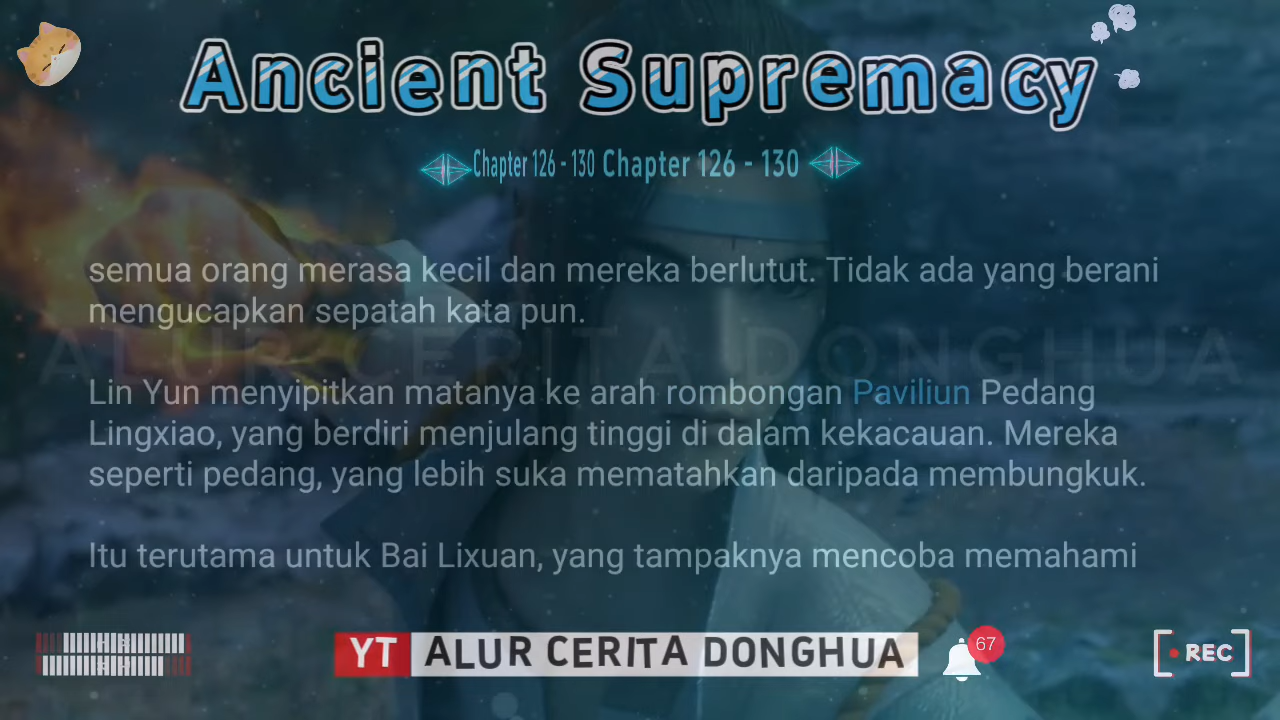 Ancient Supremacy
Chapter 126 - 130 Chapter 126 - 130
semua orang merasa kecil dan mereka berlutut. Tidak ada yang berani
mengucapkan sepatah kata pun.
ALUR CERITA DONGHUA
Lin Yun menyipitkan matanya ke arah rombongan Paviliun Pedang
Lingxiao, yang berdiri menjulang tinggi di dalam kekacauan. Mereka
seperti pedang, yang lebih suka mematahkan daripada membungkuk.
Itu terutama untuk Bai Lixuan, yang tampaknya mencoba memahami
YT ALUR CERITA DONGHUA
67
REC